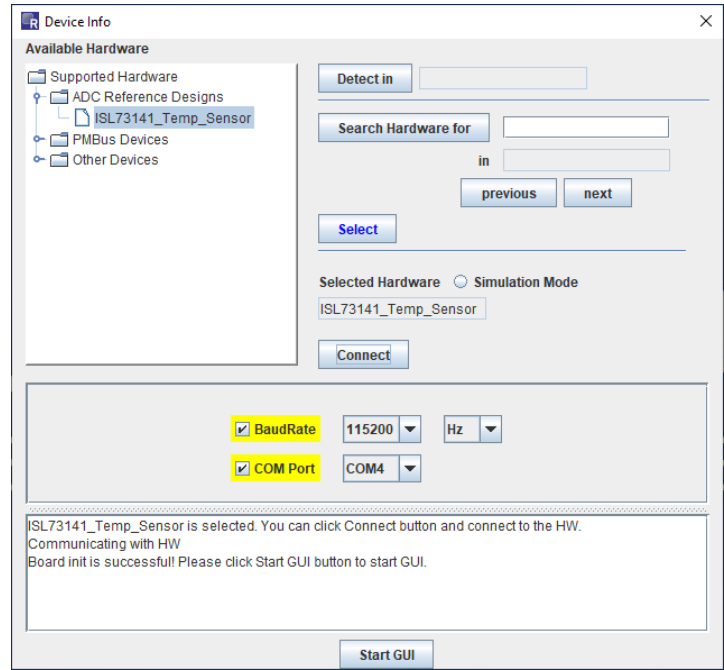 Device Info
Available Hardware
Supported Hardware
ADC Reference Designs
ISL73141_Temp_Sensor
PMBus Devices
Other Devices
Detect in
Search Hardware for
in
previous next
Select
Selected Hardware Simulation Mode
ISL73141_Temp_Sensor
Connect
BaudRate 115200 Hz
COM Port COM4
ISL73141_Temp_Sensor is selected. You can click Connect button and connect to the HW.
Communicating with HW
Board init is successful! Please click Start GUI button to start GUI.
Start GUI